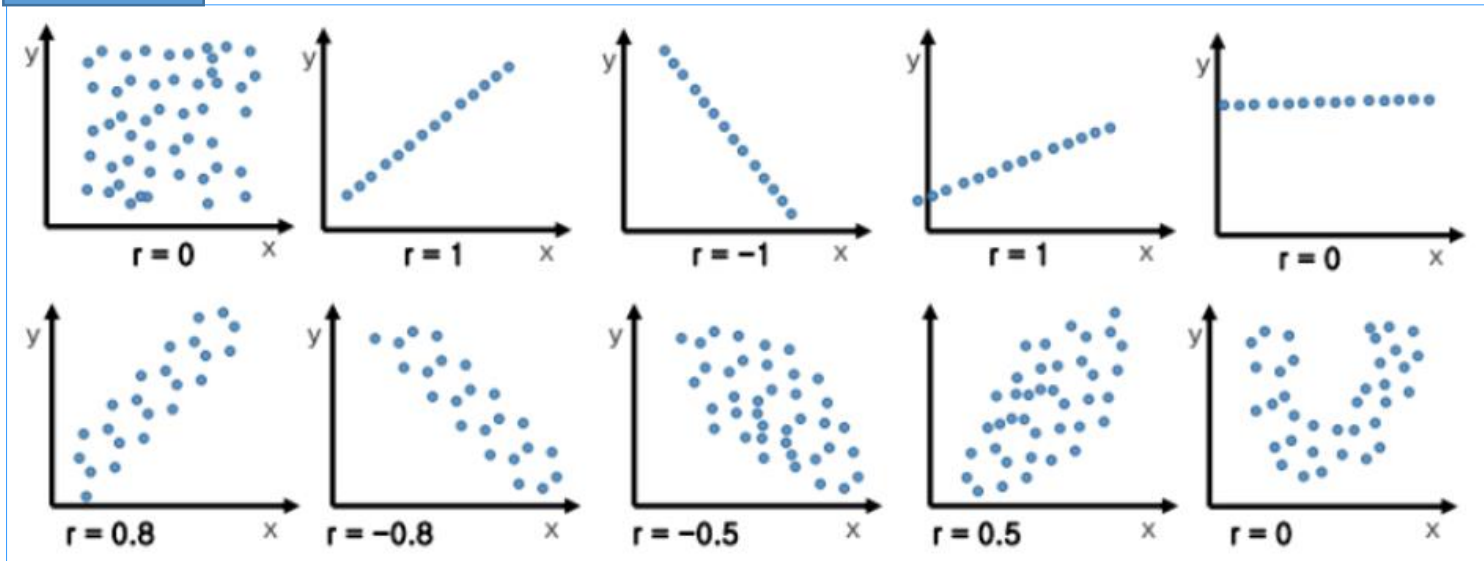 y
y
y
y
y
r = 0
x
r = 1
x
r = −1
x
r = 1
x
r = 0
x
y
y
y
y
y
r = 0.8
x
r = −0.8
x
r = −0.5
x
r = 0.5
x
r = 0
x